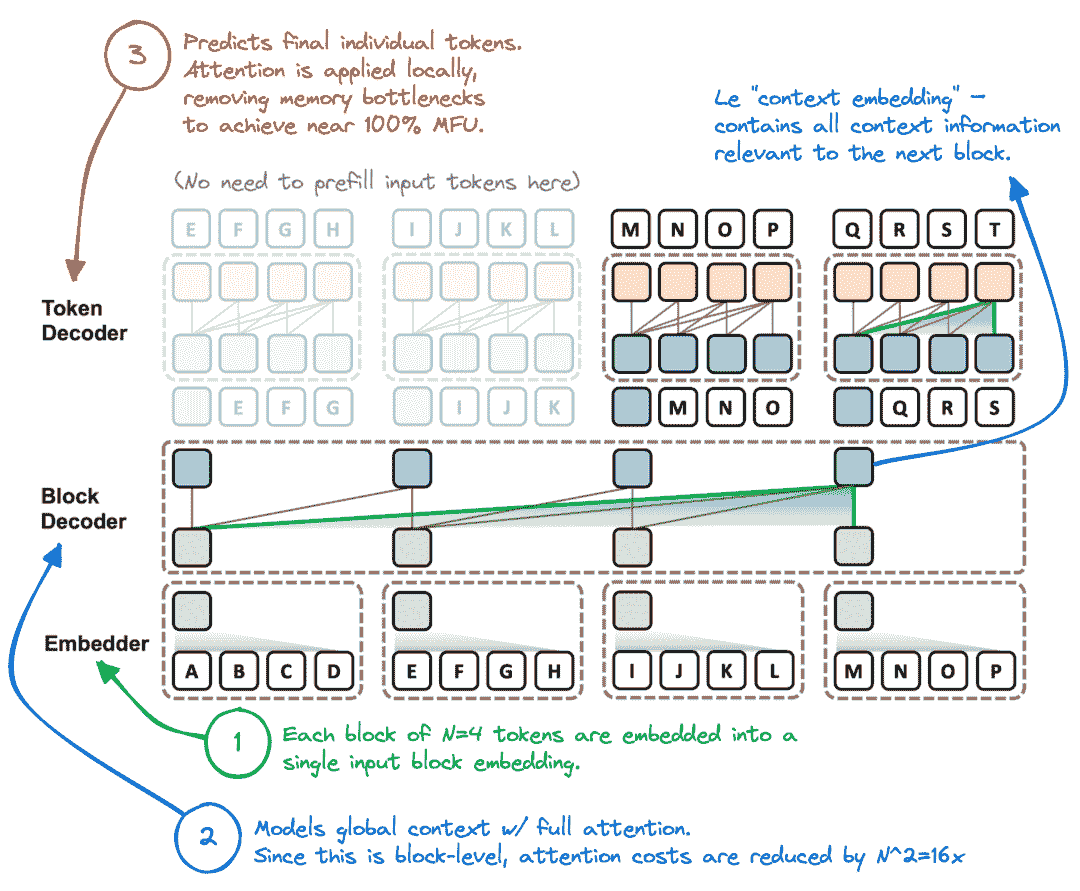 3
Predicts final individual tokens.
Attention is applied locally,
removing memory bottlenecks
to achieve near 100% MFU.
Le "context embedding" –
contains all context information
relevant to the next block.
(No need to prefill input tokens here)
E F G H I J K L M N O P Q R S T
Token
Decoder
E F G I J K M N O Q R S
Block
Decoder
Embedder
A B C D E F G H I J K L M N O P
1
Each block of N=4 tokens are embedded into a
single input block embedding.
2
Models global context w/ full attention.
Since this is block-level, attention costs are reduced by N^2=16x